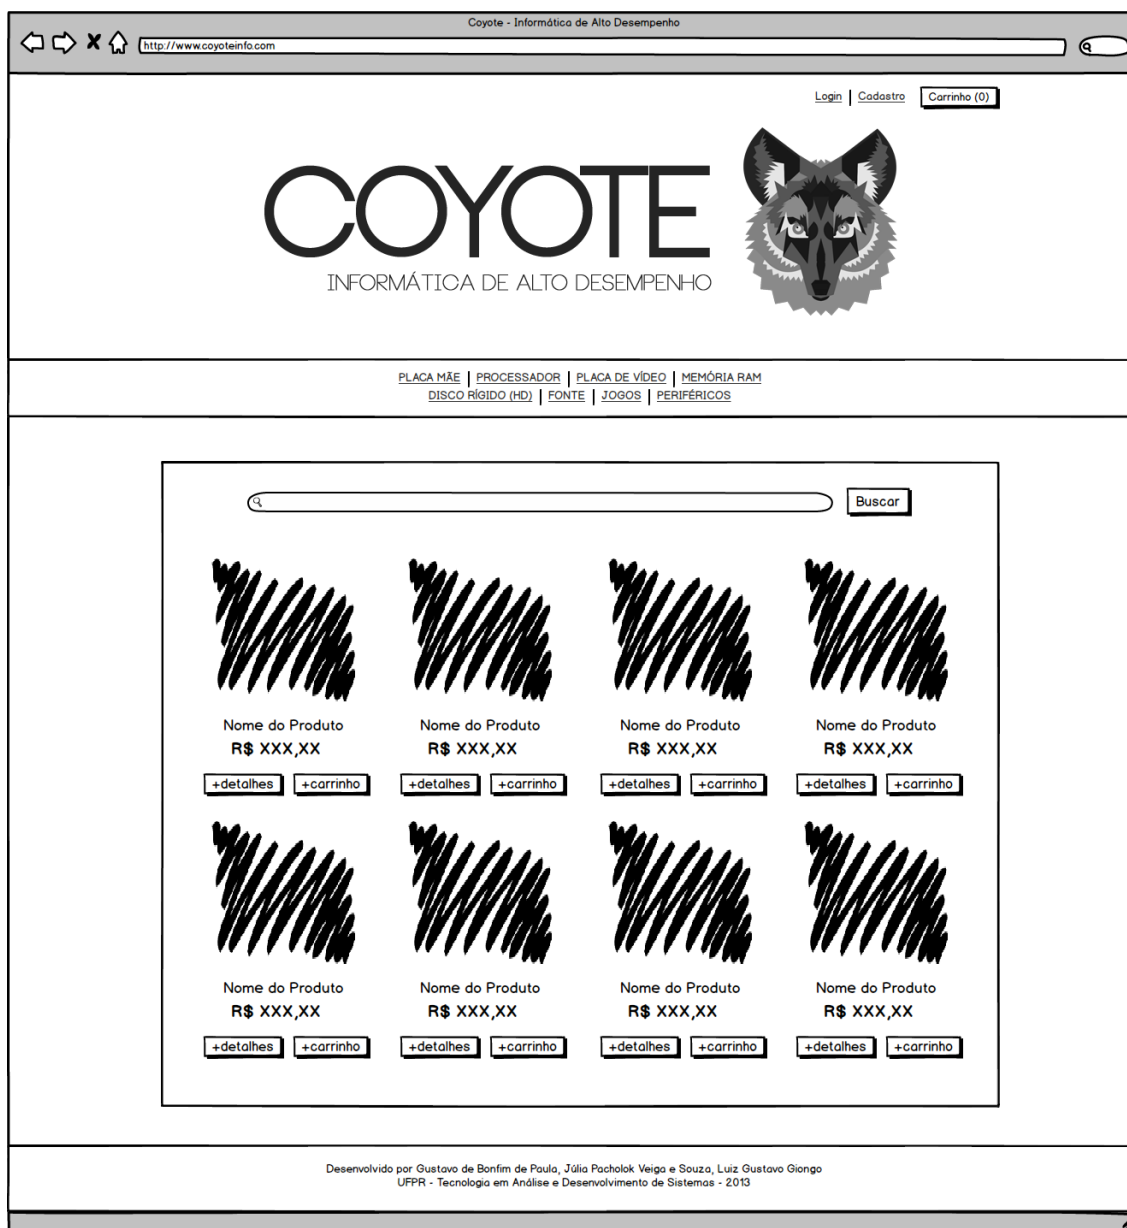 Coyote - Informática de Alto Desempenho
http://www.coyoteinfo.com
Login Cadastro Carrinho (0)
COYOTE
INFORMÁTICA DE ALTO DESEMPENHO
PLACA MÃE PROCESSADOR PLACA DE VÍDEO MEMÓRIA RAM
DISCO RÍGIDO (HD) FONTE JOGOS PERIFÉRICOS
Buscar
Nome do Produto Nome do Produto Nome do Produto Nome do Produto
R$ XXX,XX R$ XXX,XX R$ XXX,XX R$ XXX,XX
+detalhes +carrinho +detalhes +carrinho +detalhes +carrinho +detalhes +carrinho
Nome do Produto Nome do Produto Nome do Produto Nome do Produto
R$ XXX,XX R$ XXX,XX R$ XXX,XX R$ XXX,XX
+detalhes +carrinho +detalhes +carrinho +detalhes +carrinho +detalhes +carrinho
Desenvolvido por Gustavo de Bonfim de Paula, Júlia Pacholok Veiga e Souza, Luiz Gustavo Giongo
UFPR - Tecnologia em Análise e Desenvolvimento de Sistemas - 2013